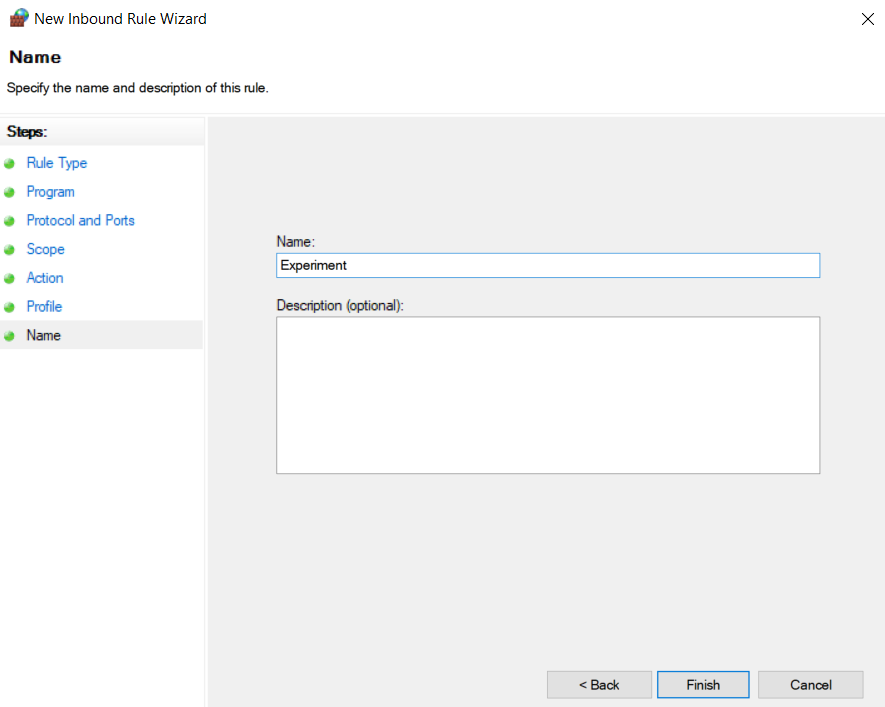 New Inbound Rule Wizard
Name
Specify the name and description of this rule.
Steps:
Rule Type
Program
Protocol and Ports
Scope
Action
Profile
Name
Name:
Experiment
Description (optional):
< Back
Finish
Cancel